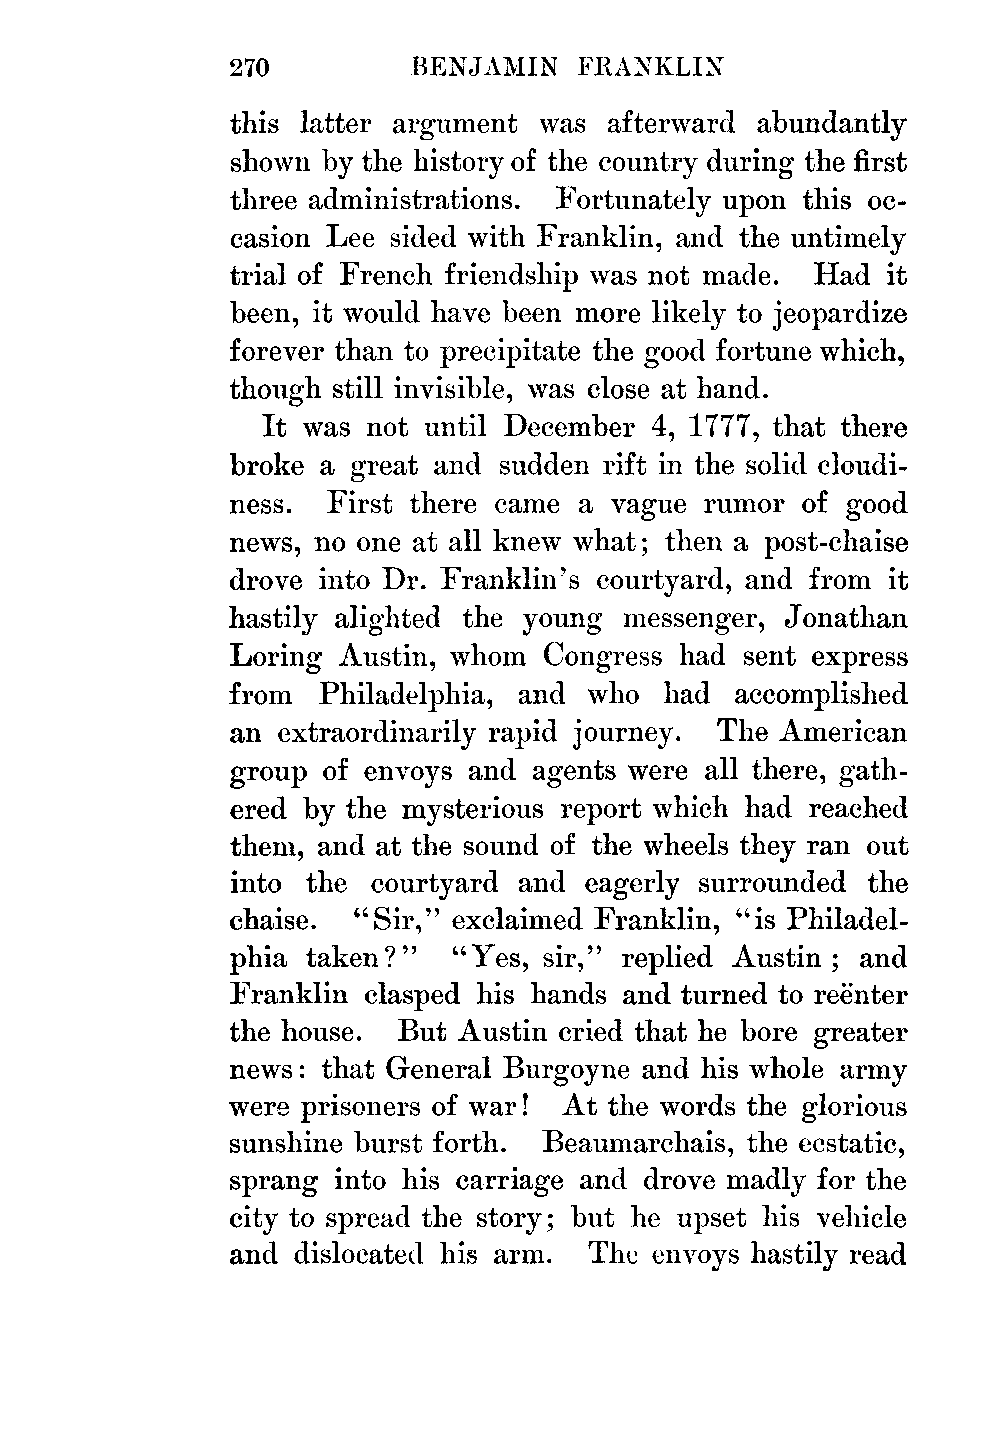 270 BENJAMIN FRANKLIN
this latter argument was afterward abundantly
shown by the history of the country during the first
three administrations. Fortunately upon this oc-
casion Lee sided with Franklin, and the untimely
trial of French friendship was not made. Had it
been, it would have been more likely to jeopardize
forever than to precipitate the good fortune which,
though still invisible, was close at hand.
It was not until December 4, 1777, that there
broke a great and sudden rift in the solid cloudi-
ness. First there came a vague rumor of good
news, no one at all knew what; then a post-chaise
drove into Dr. Franklin's courtyard, and from it
hastily alighted the young messenger, Jonathan
Loring Austin, whom Congress had sent express
from Philadelphia, and who had accomplished
an extraordinarily rapid journey. The American
group of envoys and agents were all there, gath-
ered by the mysterious report which had reached
them, and at the sound of the wheels they ran out
into the courtyard and eagerly surrounded the
chaise. "Sir," exclaimed Franklin, "is Philadel-
phia taken?" "Yes, sir," replied Austin; and
Franklin clasped his hands and turned to reënter
the house. But Austin cried that he bore greater
news: that General Burgoyne and his whole army
were prisoners of war! At the words the glorious
sunshine burst forth. Beaumarchais, the ecstatic,
sprang into his carriage and drove madly for the
city to spread the story; but he upset his vehicle
and dislocated his arm. The envoys hastily read